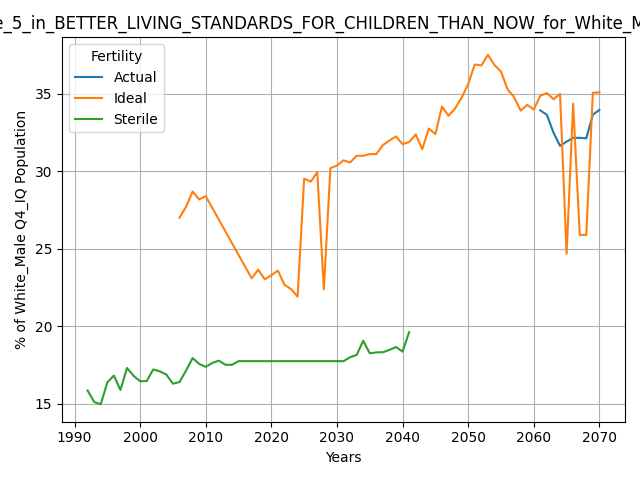 e_5_in_BETTER_LIVING_STANDARDS_FOR_CHILDREN_THAN_NOW_for_White_M
Fertility
Actual
Ideal
Sterile
% of White_Male Q4_IQ Population
35
30
25
20
15
1990 2000 2010 2020 2030 2040 2050 2060 2070
Years